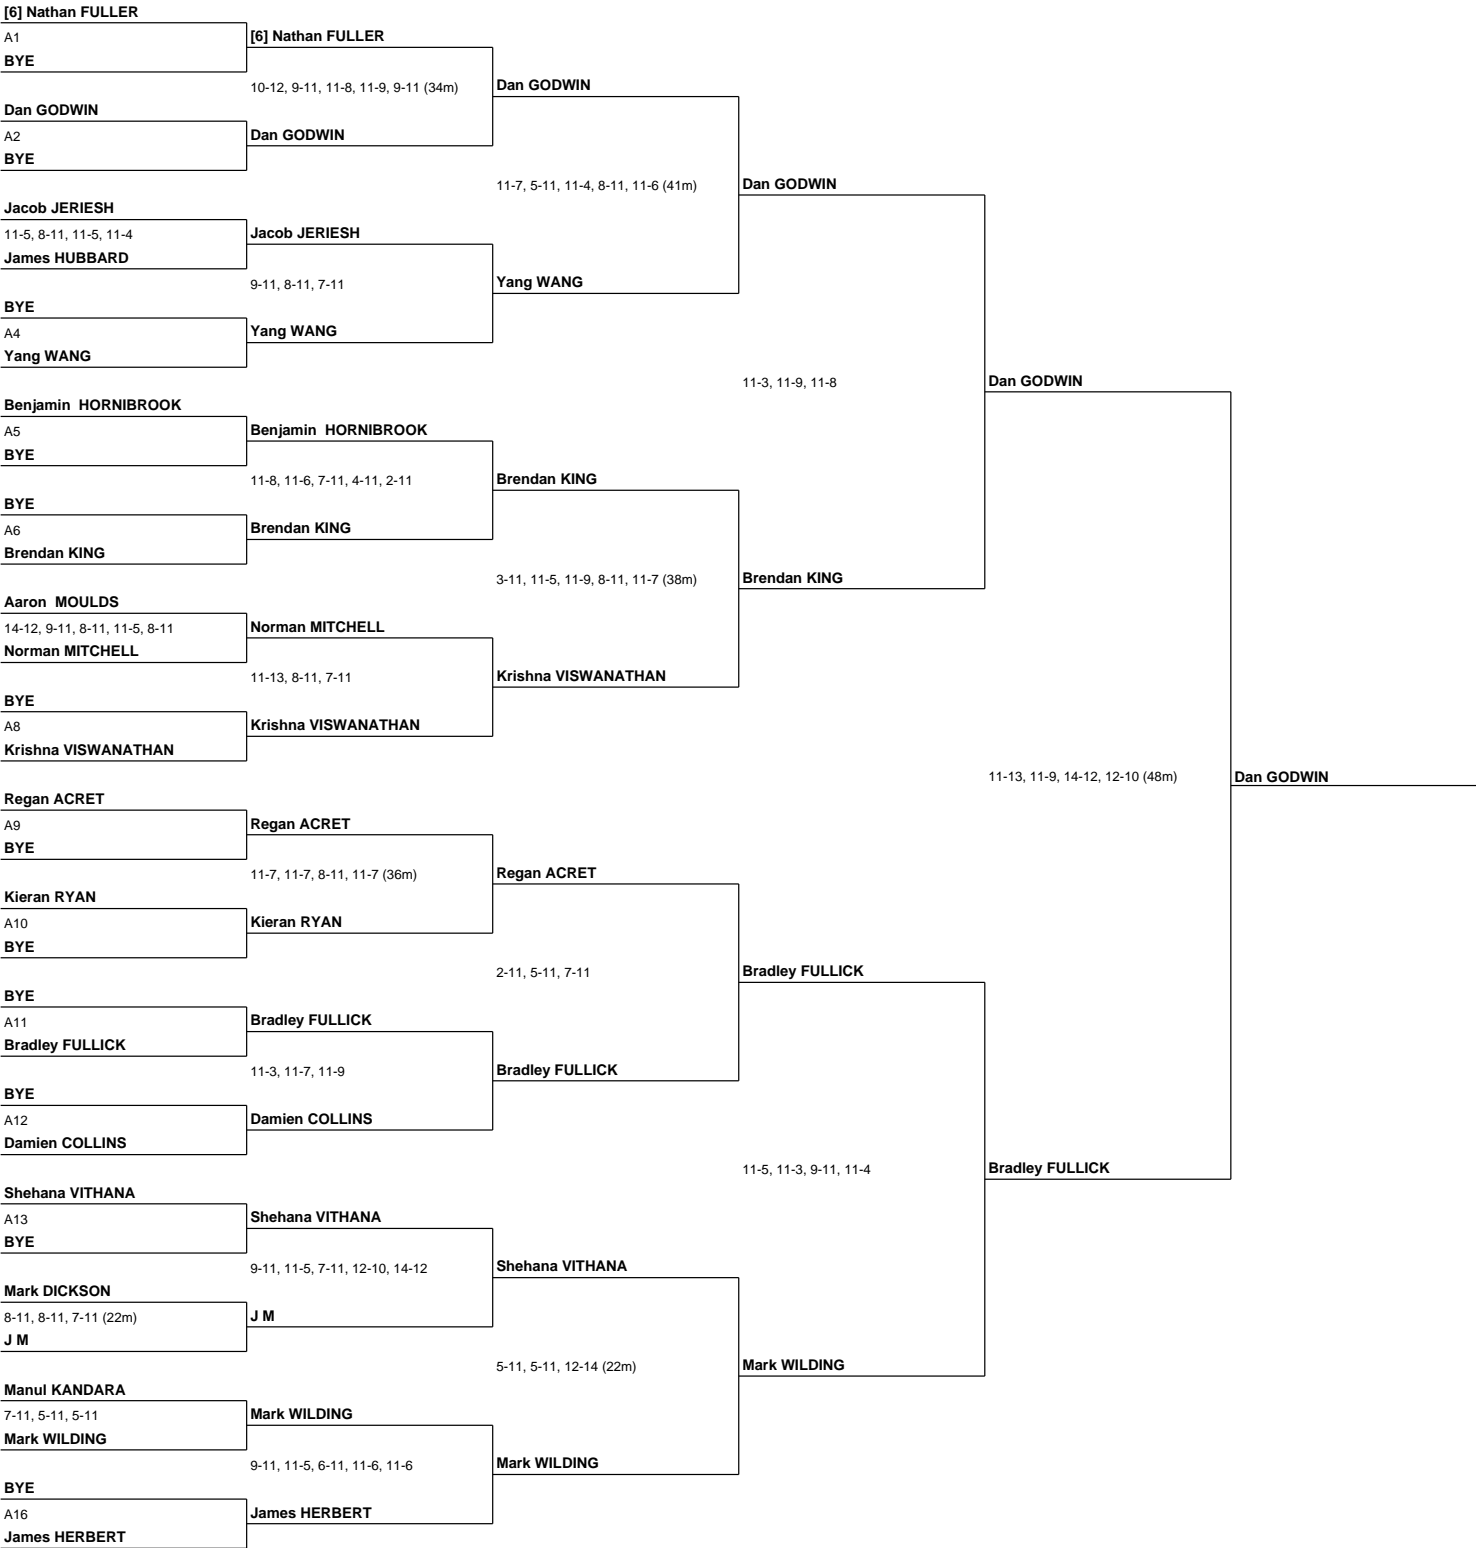 [6] Nathan FULLER
A1
BYE
Dan GODWIN
A2
BYE
Jacob JERIESH
11-5, 8-11, 11-5, 11-4
James HUBBARD
BYE
A4
Yang WANG
Benjamin  HORNIBROOK
A5
BYE
BYE
A6
Brendan KING
Aaron  MOULDS
14-12, 9-11, 8-11, 11-5, 8-11
Norman MITCHELL
BYE
A8
Krishna VISWANATHAN
Regan ACRET
A9
BYE
Kieran RYAN
A10
BYE
BYE
A11
Bradley FULLICK
BYE
A12
Damien COLLINS
Shehana VITHANA
A13
BYE
Mark DICKSON
8-11, 8-11, 7-11 (22m)
J M
Manul KANDARA
7-11, 5-11, 5-11
Mark WILDING
BYE
A16
James HERBERT
[6] Nathan FULLER
10-12, 9-11, 11-8, 11-9, 9-11 (34m)
Dan GODWIN
Jacob JERIESH
9-11, 8-11, 7-11
Yang WANG
Benjamin  HORNIBROOK
11-8, 11-6, 7-11, 4-11, 2-11
Brendan KING
Norman MITCHELL
11-13, 8-11, 7-11
Krishna VISWANATHAN
Regan ACRET
11-7, 11-7, 8-11, 11-7 (36m)
Kieran RYAN
Bradley FULLICK
11-3, 11-7, 11-9
Damien COLLINS
Shehana VITHANA
9-11, 11-5, 7-11, 12-10, 14-12
J M
Mark WILDING
9-11, 11-5, 6-11, 11-6, 11-6
James HERBERT
Dan GODWIN
11-7, 5-11, 11-4, 8-11, 11-6 (41m)
Yang WANG
Brendan KING
3-11, 11-5, 11-9, 8-11, 11-7 (38m)
Krishna VISWANATHAN
Regan ACRET
2-11, 5-11, 7-11
Bradley FULLICK
Shehana VITHANA
5-11, 5-11, 12-14 (22m)
Mark WILDING
Dan GODWIN
11-3, 11-9, 11-8
Brendan KING
Bradley FULLICK
11-5, 11-3, 9-11, 11-4
Mark WILDING
Dan GODWIN
11-13, 11-9, 14-12, 12-10 (48m)
Bradley FULLICK
Dan GODWIN